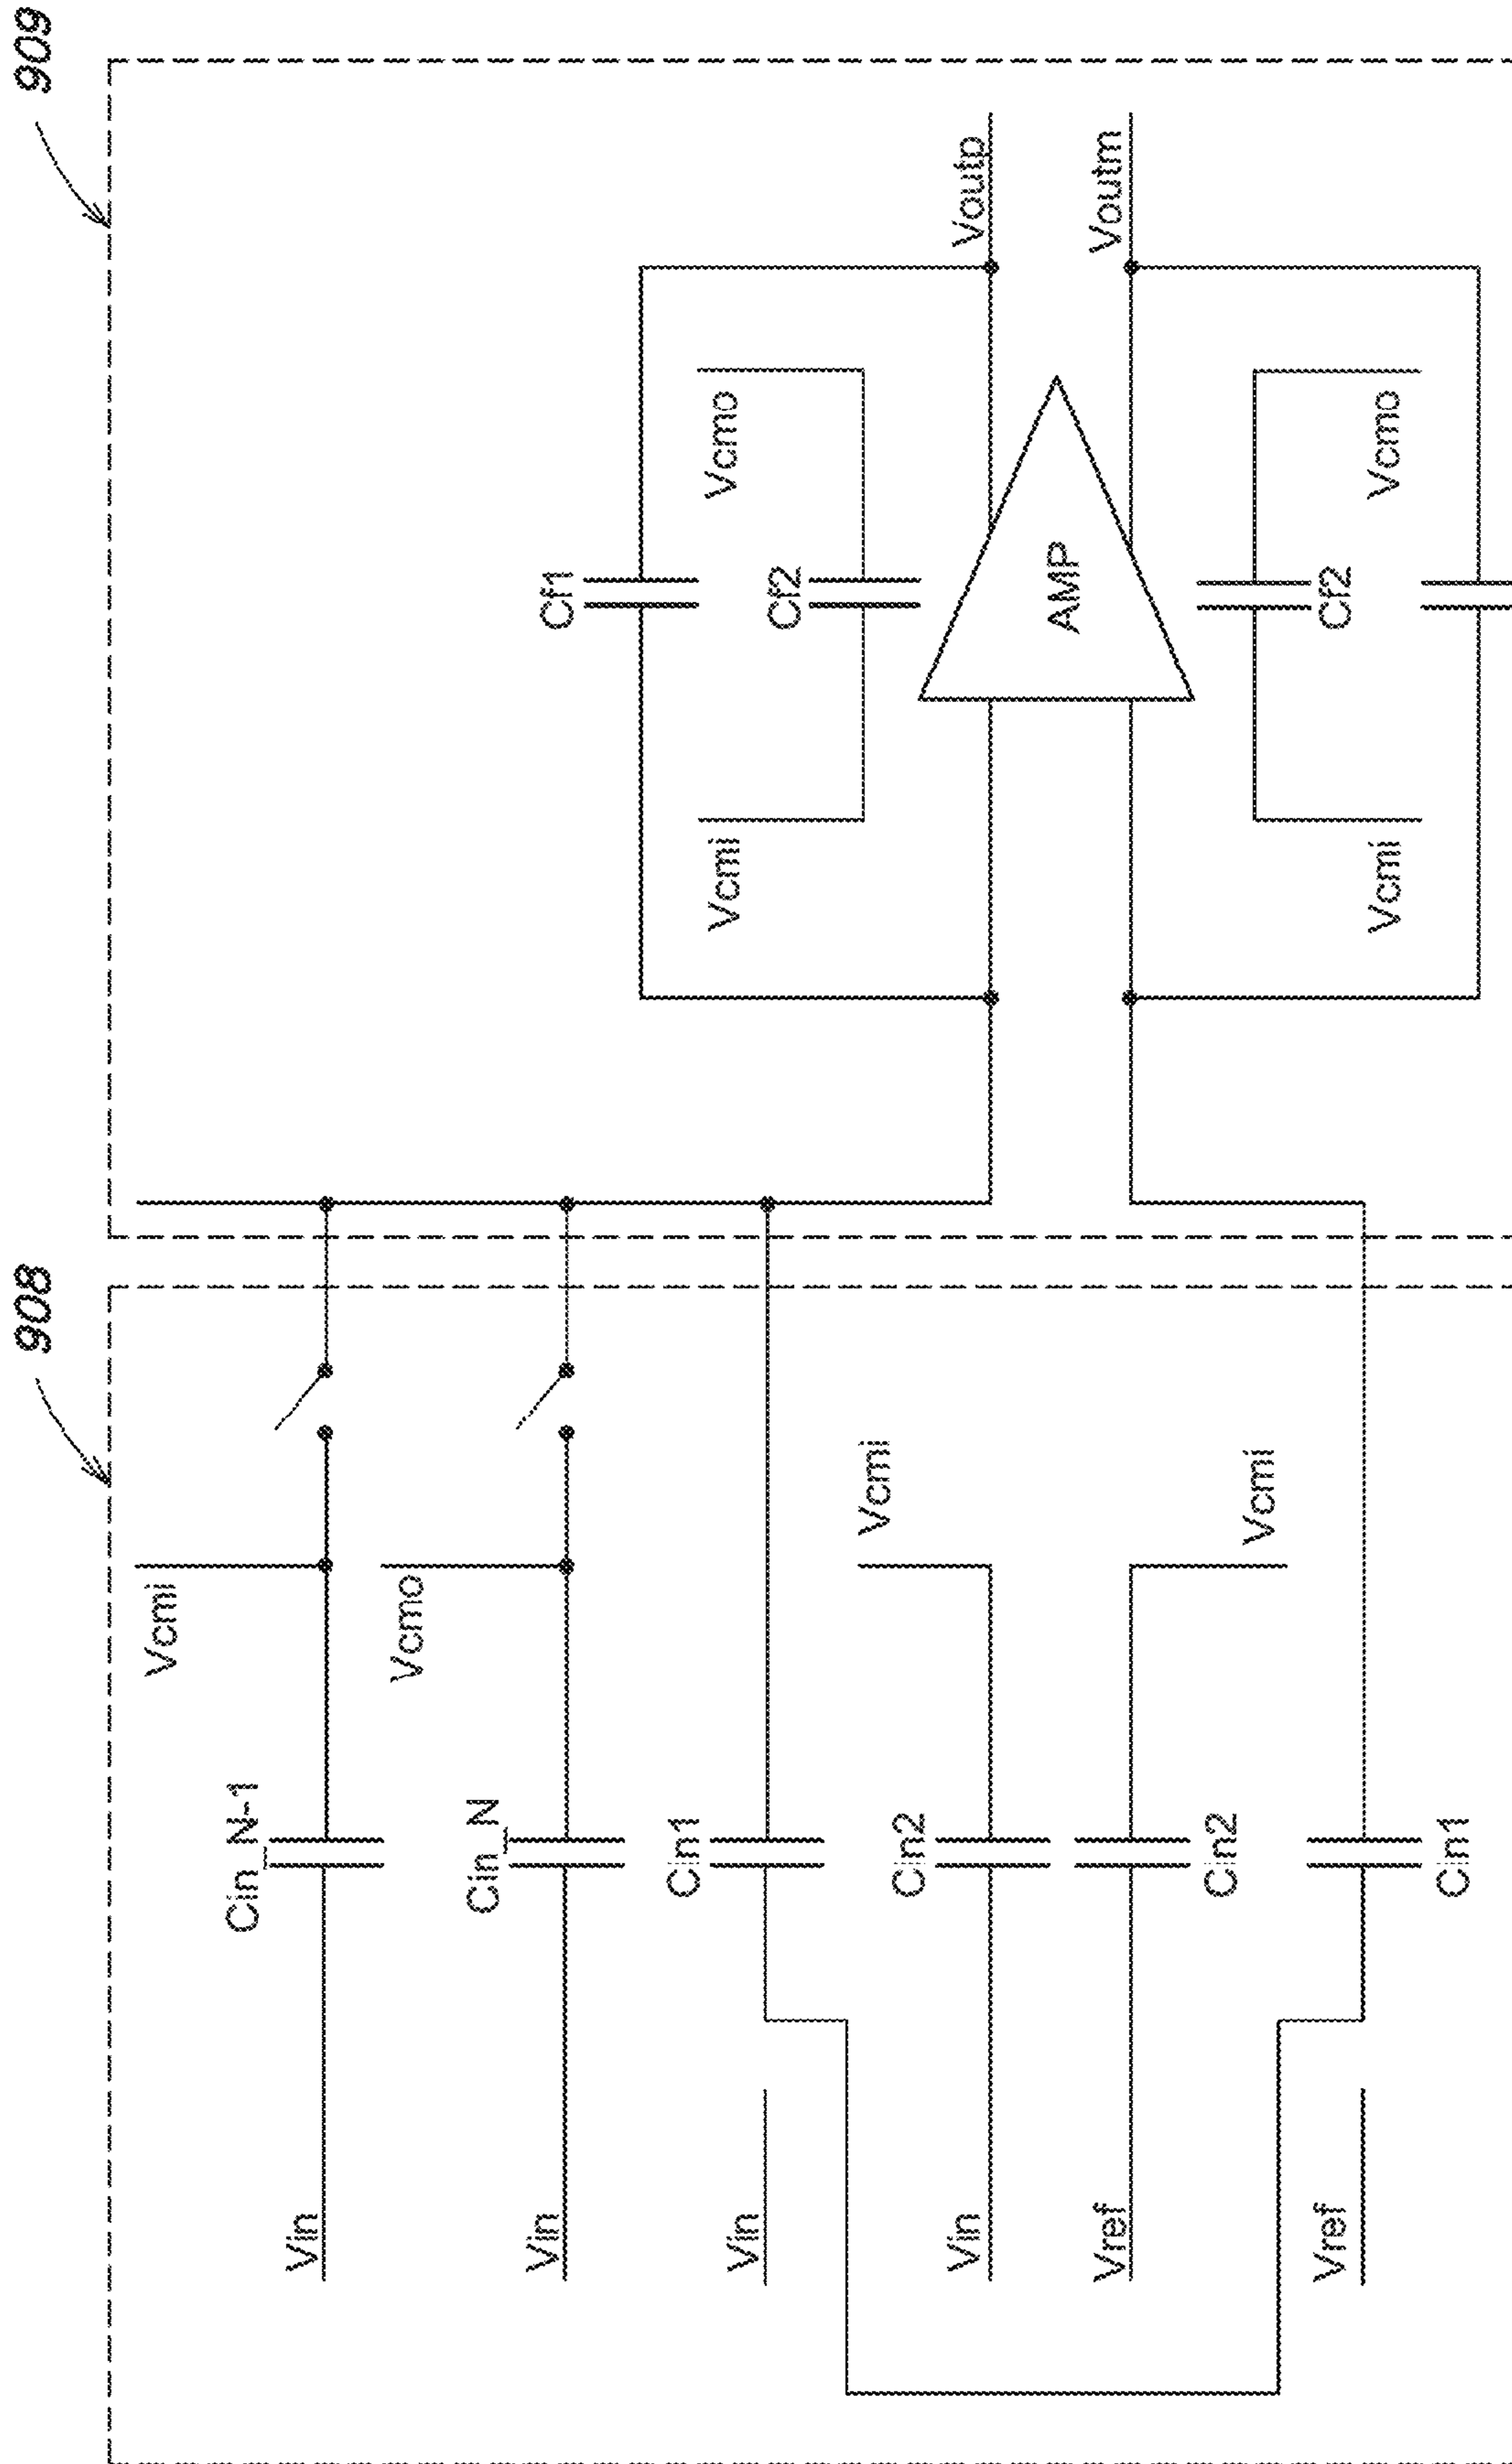 908
909
Vin
Cin_N-1
Vcmi
Vin
Cin_N
Vcmo
Vin
Cin1
Vin
Cin2
Vcmi
Vref
Cin2
Vcmi
Vref
Cin1
Cf1
Vcmi
Cf2
Vcmo
Voutp
AMP
Voutm
Vcmi
Cf2
Vcmo